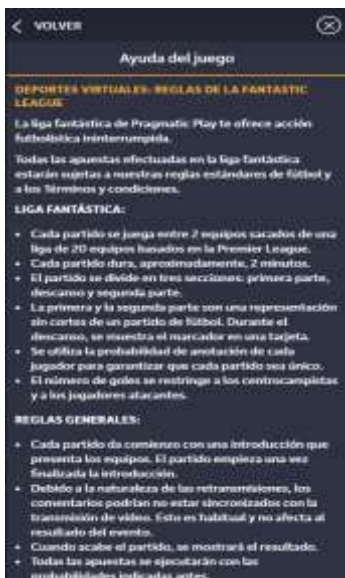 VOLVER
Ayuda del juego
DEPORTES VIRTUALES: REGLAS DE LA FANTASTIC
LEAGUE
La liga fantástica de Pragmatic Play te ofrece acción
futbolística ininterrumpida.
Todas las apuestas efectuadas en la liga fantástica
estarán sujetas a nuestras reglas estándares de fútbol y
a los Términos y condiciones.
LIGA FANTÁSTICA:
• Cada partido se juega entre 2 equipos sacados de una
liga de 20 equipos basados en la Premier League.
• Cada partido dura, aproximadamente, 2 minutos.
• El partido se divide en tres secciones: primera parte,
descanso y segunda parte.
• La primera y la segunda parte son una representación
sin cortes de un partido de fútbol. Durante el
descanso, se muestra el marcador en una tarjeta.
• Se utiliza la probabilidad de anotación de cada
jugador para garantizar que cada partido sea único.
• El número de goles se restringe a los centrocampistas
y a los jugadores atacantes.
REGLAS GENERALES:
• Cada partido da comienzo con una introducción que
presenta los equipos. El partido empieza una vez
finalizada la introducción.
• Debido a la naturaleza de las retransmisiones, los
comentarios podrían no estar sincronizados con la
transmisión de vídeo. Esto es habitual y no afecta al
resultado del evento.
• Cuando acabe el partido, se mostrará el resultado.
• Todas las apuestas se ejecutarán con las
probabilidades indicadas antes